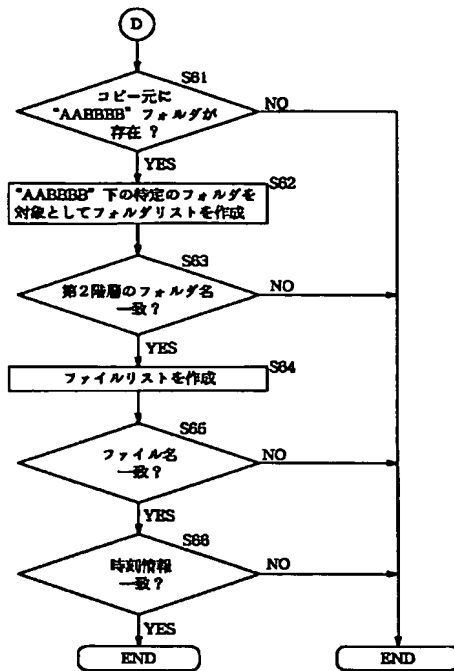 D
S61
コピー元に
"AABBBB" フォルダが
存在 ?
NO
YES
S62
"AABBBB" 下の特定のフォルダを
対象としてフォルダリストを作成
S63
第2階層のフォルダ名
一致?
NO
YES
S64
ファイルリストを作成
S65
ファイル名
一致?
NO
YES
S66
時刻情報
一致?
NO
YES
END
END